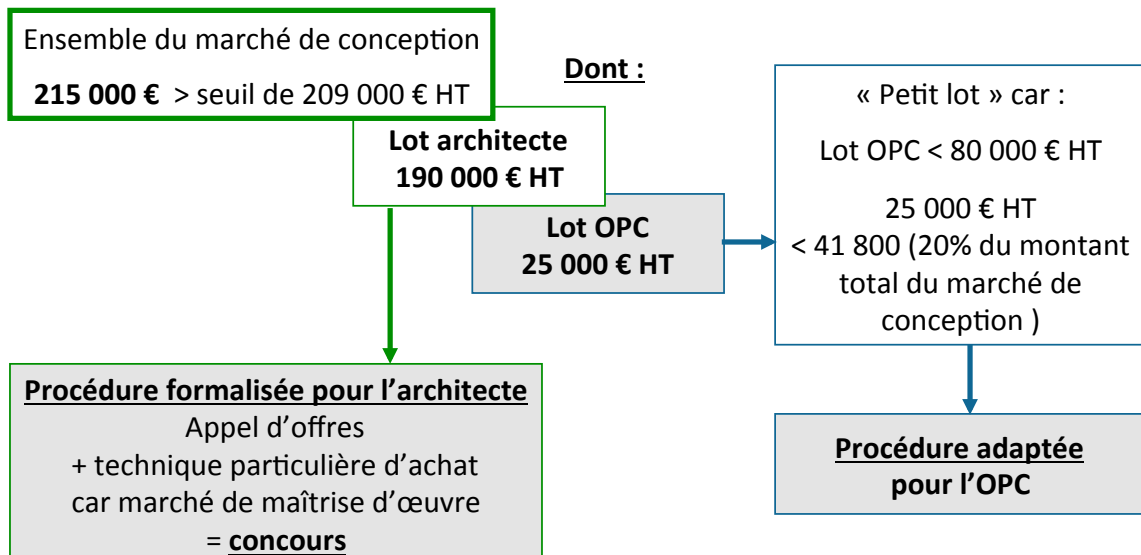 Ensemble du marché de conception
215 000 € > seuil de 209 000 € HT
Dont :
Lot architecte
190 000 € HT
Lot OPC
25 000 € HT
« Petit lot » car :
Lot OPC < 80 000 € HT
25 000 € HT
< 41 800 (20% du montant
total du marché de
conception )
Procédure formalisée pour l’architecte
Appel d’offres
+ technique particulière d’achat
car marché de maîtrise d’œuvre
= concours
Procédure adaptée
pour l’OPC